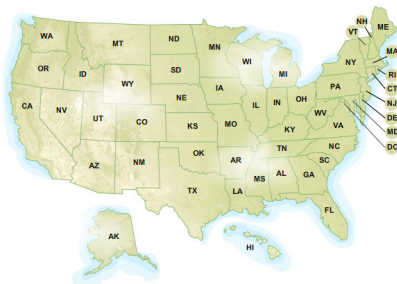 NH
ME
VT
WA
MT
ND
MN
MA
OR
ID
SD
WI
MI
NY
RI
WY
CT
CA
NV
UT
CO
NE
IA
IL
IN
OH
PA
NJ
DE
MD
DC
WV
VA
KS
MO
KY
AZ
NM
OK
AR
TN
NC
SC
TX
LA
MS
AL
GA
FL
AK
HI